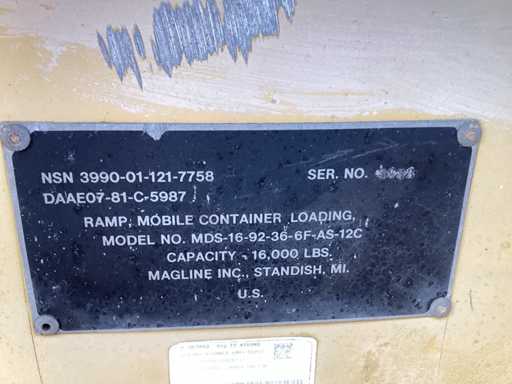 NSN 3990-01-121-7758 SER. NO.
DAAE07-81-C-5987
RAMP, MOBILE CONTAINER LOADING,
MODEL NO. MDS-16-92-36-6F-AS-12C
CAPACITY - 16,000 LBS.
MAGLINE INC., STANDISH, MI.
U.S.